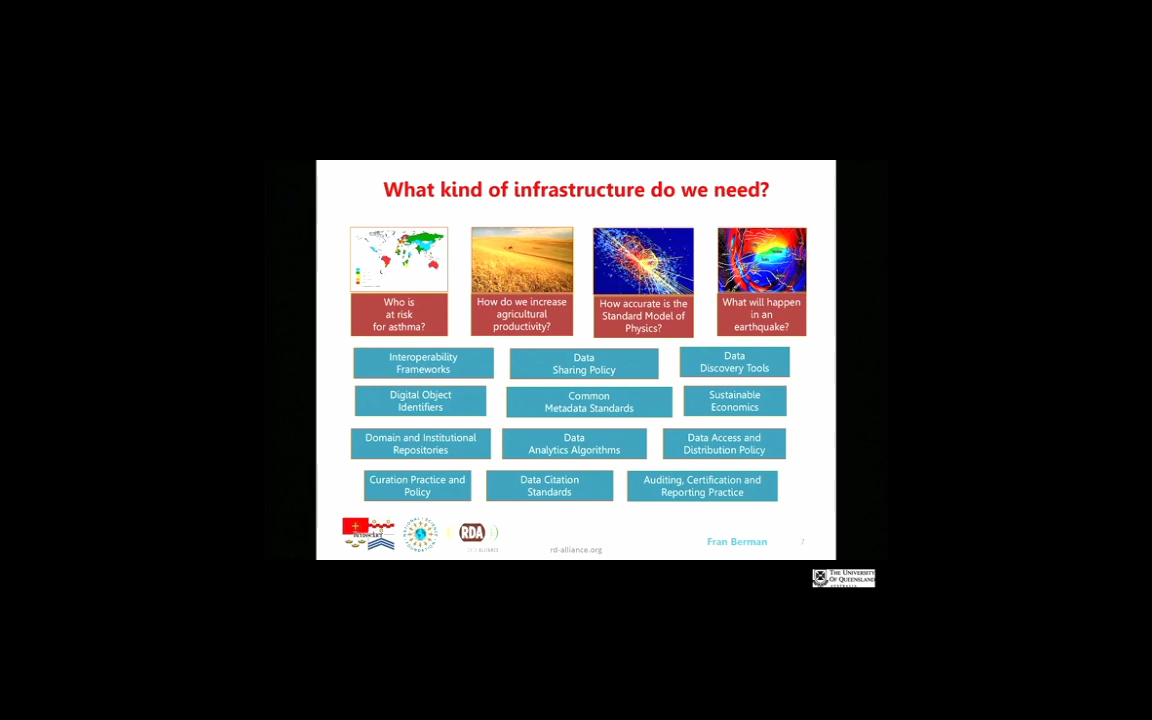 What kind of infrastructure do we need?
Who is
at risk
for asthma?
How do we increase
agricultural
productivity?
How accurate is the
Standard Model of
Physics?
What will happen
in an
earthquake?
Interoperability
Frameworks
Data
Sharing Policy
Data
Discovery Tools
Digital Object
Identifiers
Common
Metadata Standards
Sustainable
Economics
Domain and Institutional
Repositories
Data
Analytics Algorithms
Data Access and
Distribution Policy
Curation Practice and
Policy
Data Citation
Standards
Auditing, Certification and
Reporting Practice
RDA
rd-alliance.org
Fran Berman
7
THE UNIVERSITY
OF QUEENSLAND
AUSTRALIA